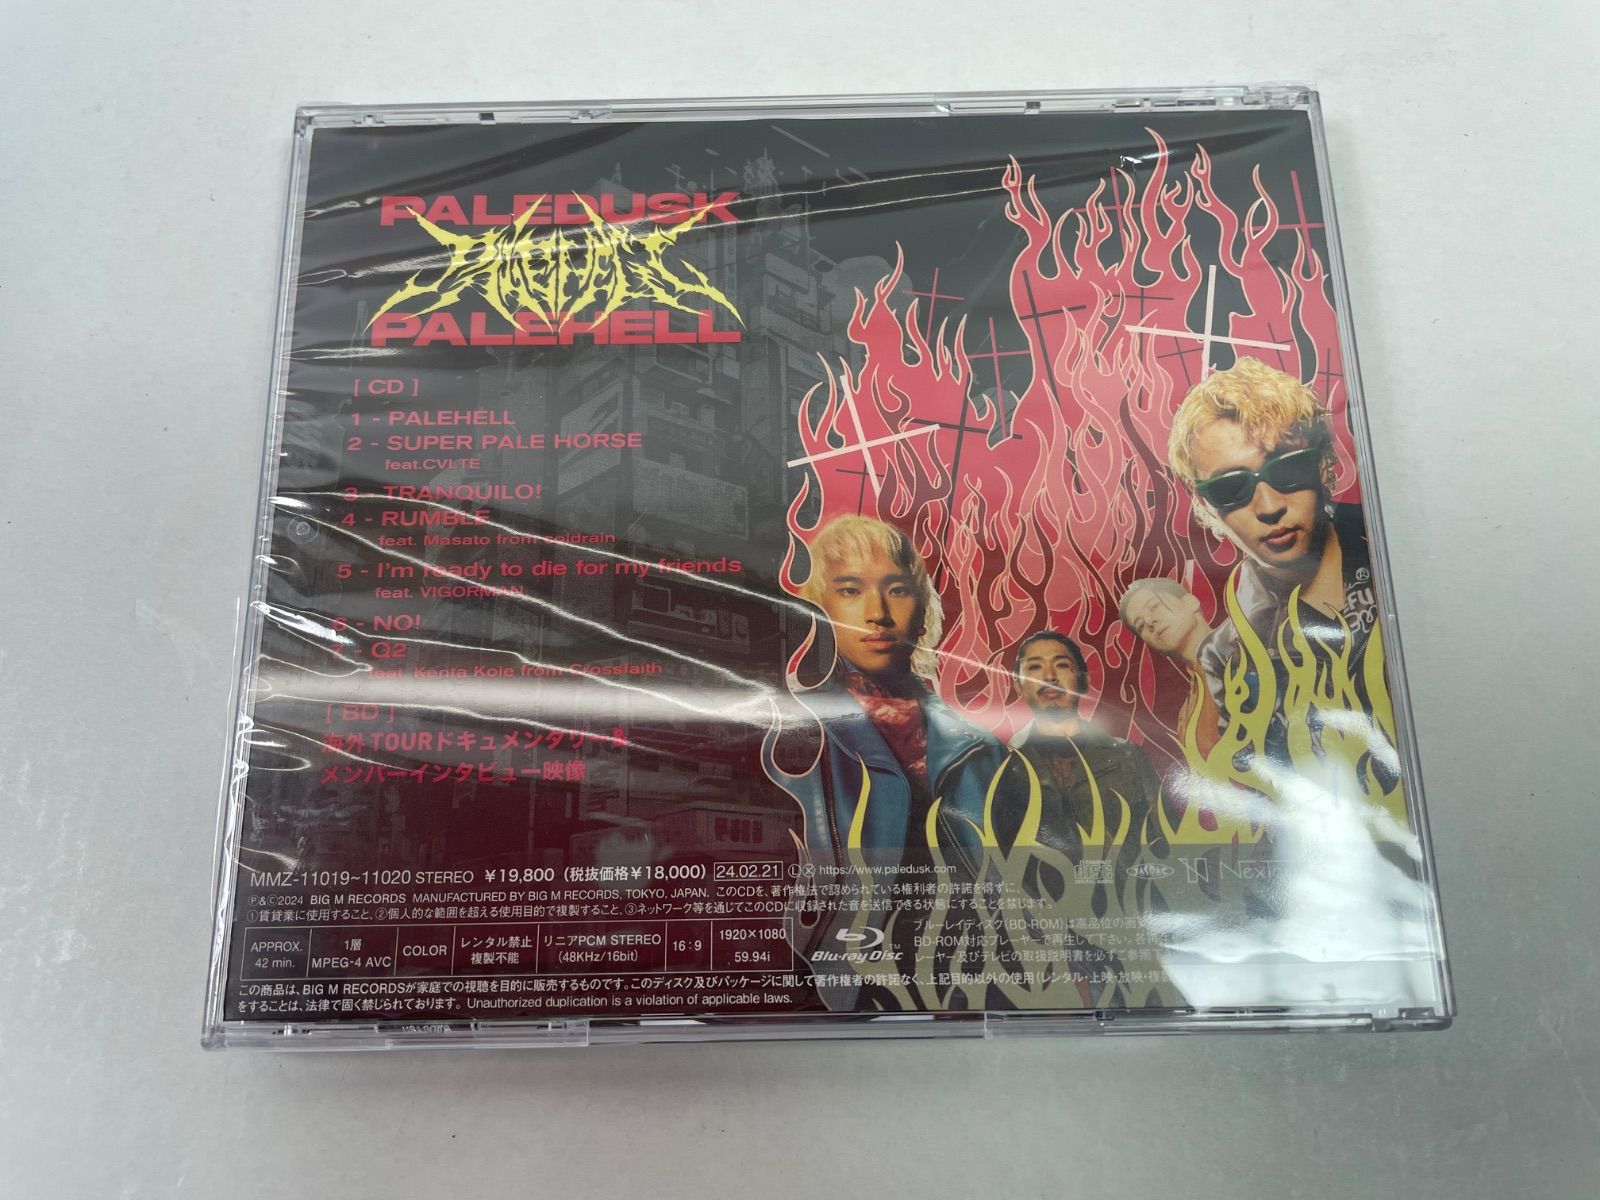 PALEDUSK
PALEHELL
PALEHELL
[ CD ]
1 - PALEHELL
2 - SUPER PALE HORSE
feat.CVLTE
3 - TRANQUILO!
4 - RUMBLE
feat. Masato from coldrain
5 - I'm ready to die for my friends
feat. VIGORMAN
6 - NO!
7 - Q2
feat. Kenta Koie from Crossfaith
[ BD ]
海外TOURドキュメンタリー&
メンバーインタビュー映像
MMZ-11019~11020 STEREO ¥19,800 (税抜価格¥18,000) 24.02.21 Ⓛ Ⓧ https://www.paledusk.com
℗&©2024 BIG M RECORDS MANUFACTURED BY BIG M RECORDS, TOKYO, JAPAN. このCDを、著作権法で認められている権利者の許諾を得ずに、
①賃貸業に使用すること、②個人的な範囲を超える使用目的で複製すること、③ネットワーク等を通じてこのCDに収録された音を送信できる状態にすることを禁じます。
APPROX. 42 min.
1層 MPEG-4 AVC
COLOR
レンタル禁止 複製不能
リニアPCM STEREO (48KHz/16bit)
16:9
1920×1080 59.94i
Blu-ray Disc™
ブルーレイディスク(BD-ROM)は高品位の画
BD-ROM対応プレーヤーで再生して下さい。各再
レーヤー及びテレビの取扱説明書を必ずご参照下
この商品は、BIG M RECORDSが家庭での視聴を目的に販売するものです。このディスク及びパッケージに関して著作権者の許諾なく、上記目的以外の使用(レンタル・上映・放映・複製
をすることは、法律で固く禁じられております。 Unauthorized duplication is a violation of applicable laws.